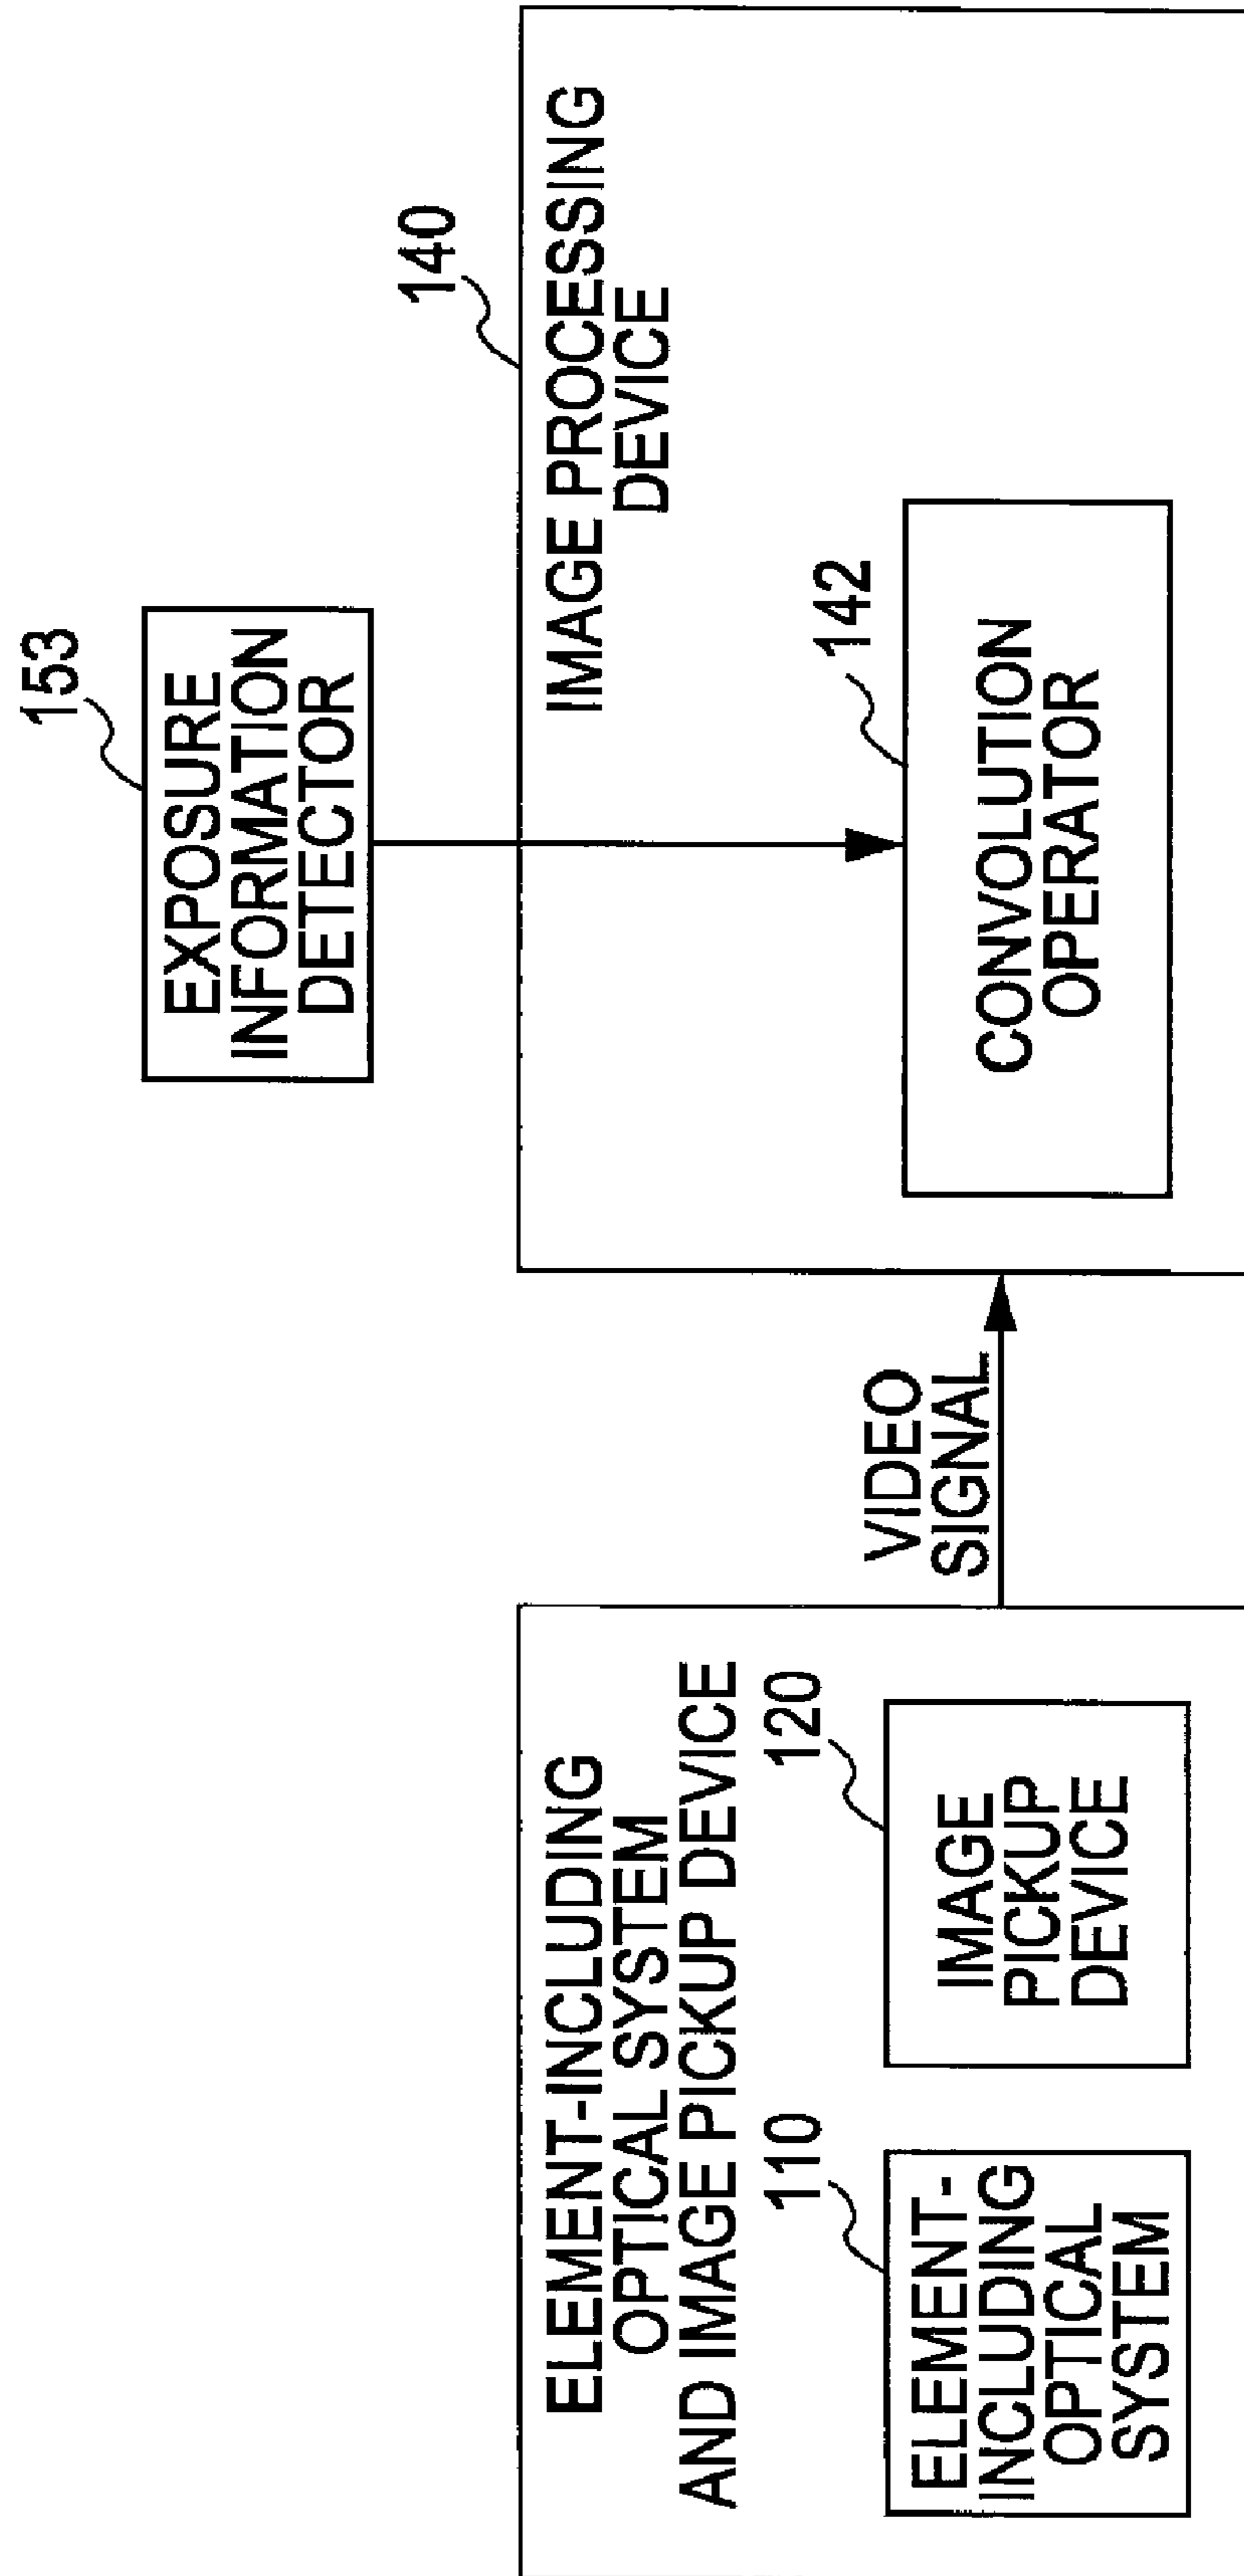 153
EXPOSURE
INFORMATION
DETECTOR
140
ELEMENT-INCLUDING
OPTICAL SYSTEM
AND IMAGE PICKUP DEVICE
110
ELEMENT-
INCLUDING
OPTICAL
SYSTEM
120
IMAGE
PICKUP
DEVICE
VIDEO
SIGNAL
IMAGE PROCESSING
DEVICE
142
CONVOLUTION
OPERATOR